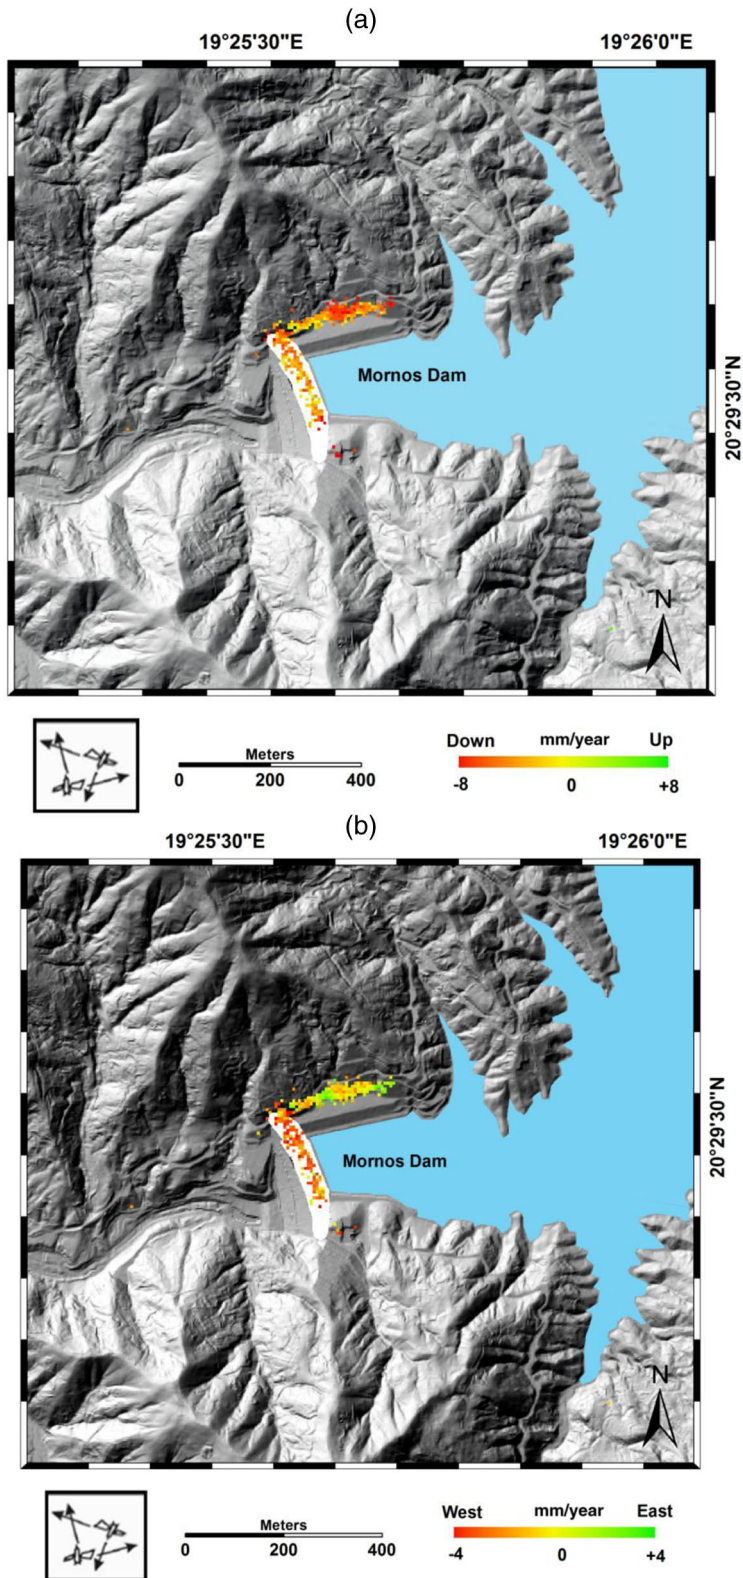 (a)
19°25'30"E 19°26'0"E
Mornos Dam
20°29'30"N
N
Meters
0 200 400
Down mm/year Up
-8 0 +8
(b)
19°25'30"E 19°26'0"E
Mornos Dam
20°29'30"N
N
Meters
0 200 400
West mm/year East
-4 0 +4